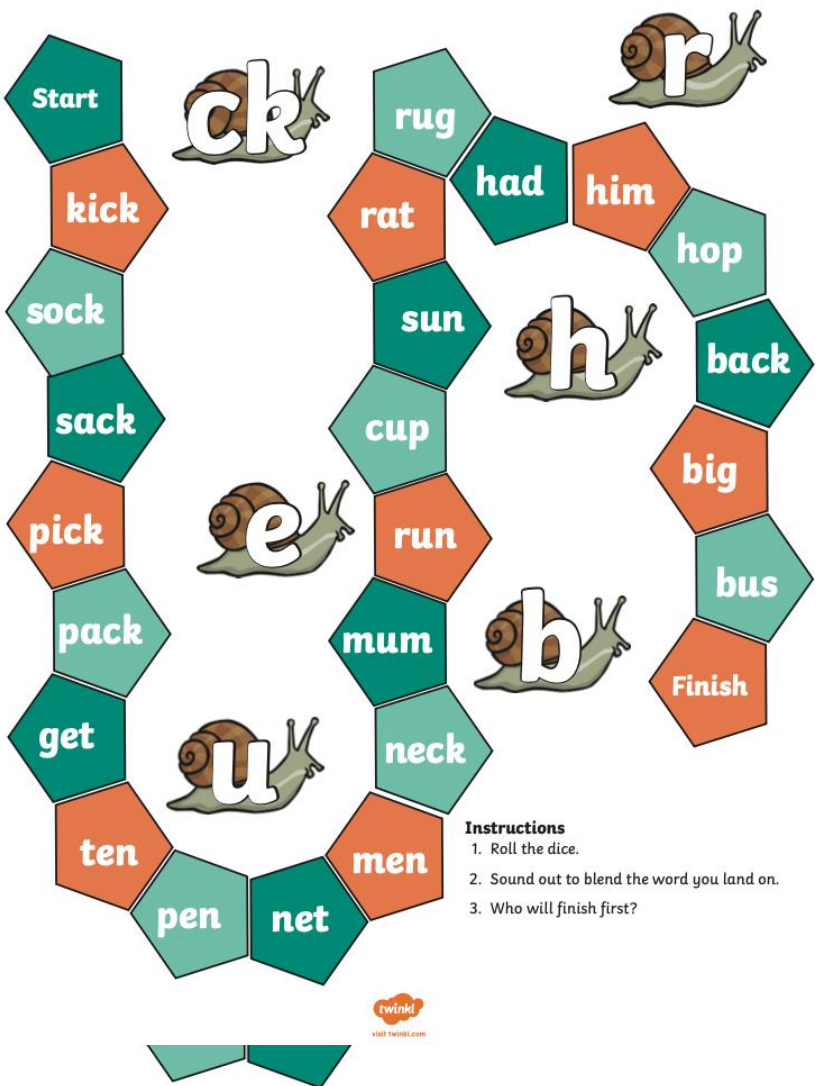 Start
kick
sock
sack
pick
pack
get
ten
pen
net
men
neck
mum
run
cup
sun
rat
rug
had
him
hop
back
big
bus
Finish
ck
r
h
e
b
u
Instructions
1. Roll the dice.
2. Sound out to blend the word you land on.
3. Who will finish first?
twinkl
visit twinkl.com